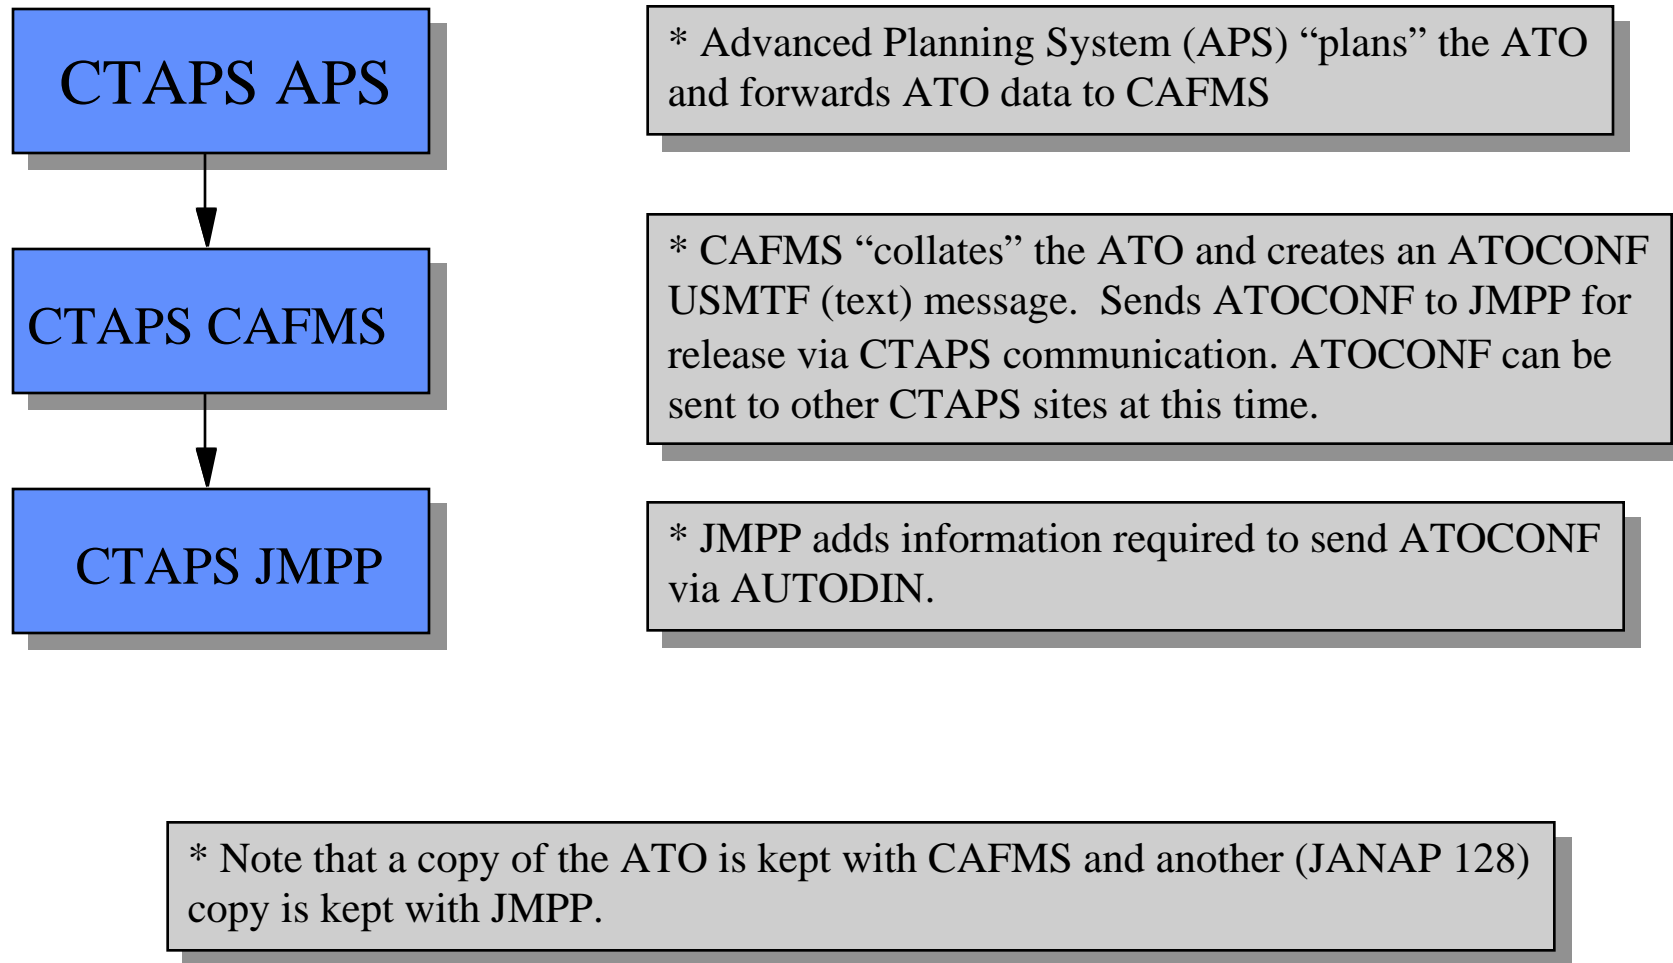 CTAPS APS
* Advanced Planning System (APS) “plans” the ATO
and forwards ATO data to CAFMS
CTAPS CAFMS
* CAFMS “collates” the ATO and creates an ATOCONF
USMTF (text) message.  Sends ATOCONF to JMPP for
release via CTAPS communication. ATOCONF can be
sent to other CTAPS sites at this time.
CTAPS JMPP
* JMPP adds information required to send ATOCONF
via AUTODIN.
* Note that a copy of the ATO is kept with CAFMS and another (JANAP 128)
copy is kept with JMPP.